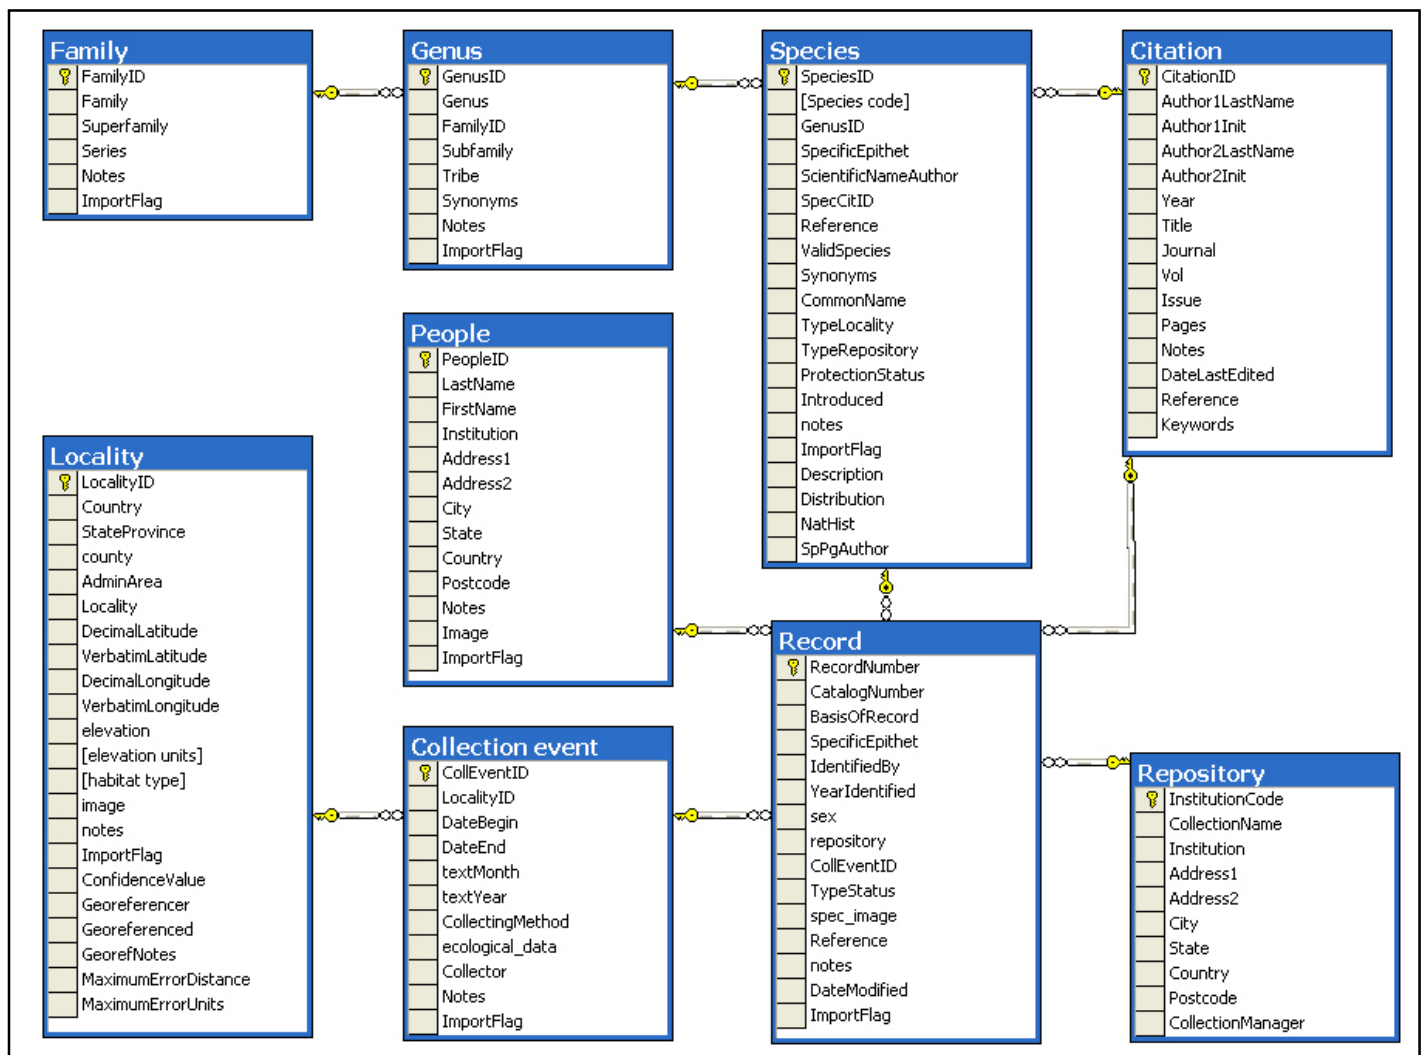 Family
FamilyID
Family
Superfamily
Series
Notes
ImportFlag
Genus
GenusID
Genus
FamilyID
Subfamily
Tribe
Synonyms
Notes
ImportFlag
Species
SpeciesID
[Species code]
GenusID
SpecificEpithet
ScientificNameAuthor
SpecCitID
Reference
ValidSpecies
Synonyms
CommonName
TypeLocality
TypeRepository
ProtectionStatus
Introduced
notes
ImportFlag
Description
Distribution
NatHist
SpPgAuthor
Citation
CitationID
Author1LastName
Author1Init
Author2LastName
Author2Init
Year
Title
Journal
Vol
Issue
Pages
Notes
DateLastEdited
Reference
Keywords
People
PeopleID
LastName
FirstName
Institution
Address1
Address2
City
State
Country
Postcode
Notes
Image
ImportFlag
Locality
LocalityID
Country
StateProvince
county
AdminArea
Locality
DecimalLatitude
VerbatimLatitude
DecimalLongitude
VerbatimLongitude
elevation
[elevation units]
[habitat type]
image
notes
ImportFlag
ConfidenceValue
Georeferencer
Georeferenced
GeorefNotes
MaximumErrorDistance
MaximumErrorUnits
Collection event
CollEventID
LocalityID
DateBegin
DateEnd
textMonth
textYear
CollectingMethod
ecological_data
Collector
Notes
ImportFlag
Record
RecordNumber
CatalogNumber
BasisOfRecord
SpecificEpithet
IdentifiedBy
YearIdentified
sex
repository
CollEventID
TypeStatus
spec_image
Reference
notes
DateModified
ImportFlag
Repository
InstitutionCode
CollectionName
Institution
Address1
Address2
City
State
Country
Postcode
CollectionManager